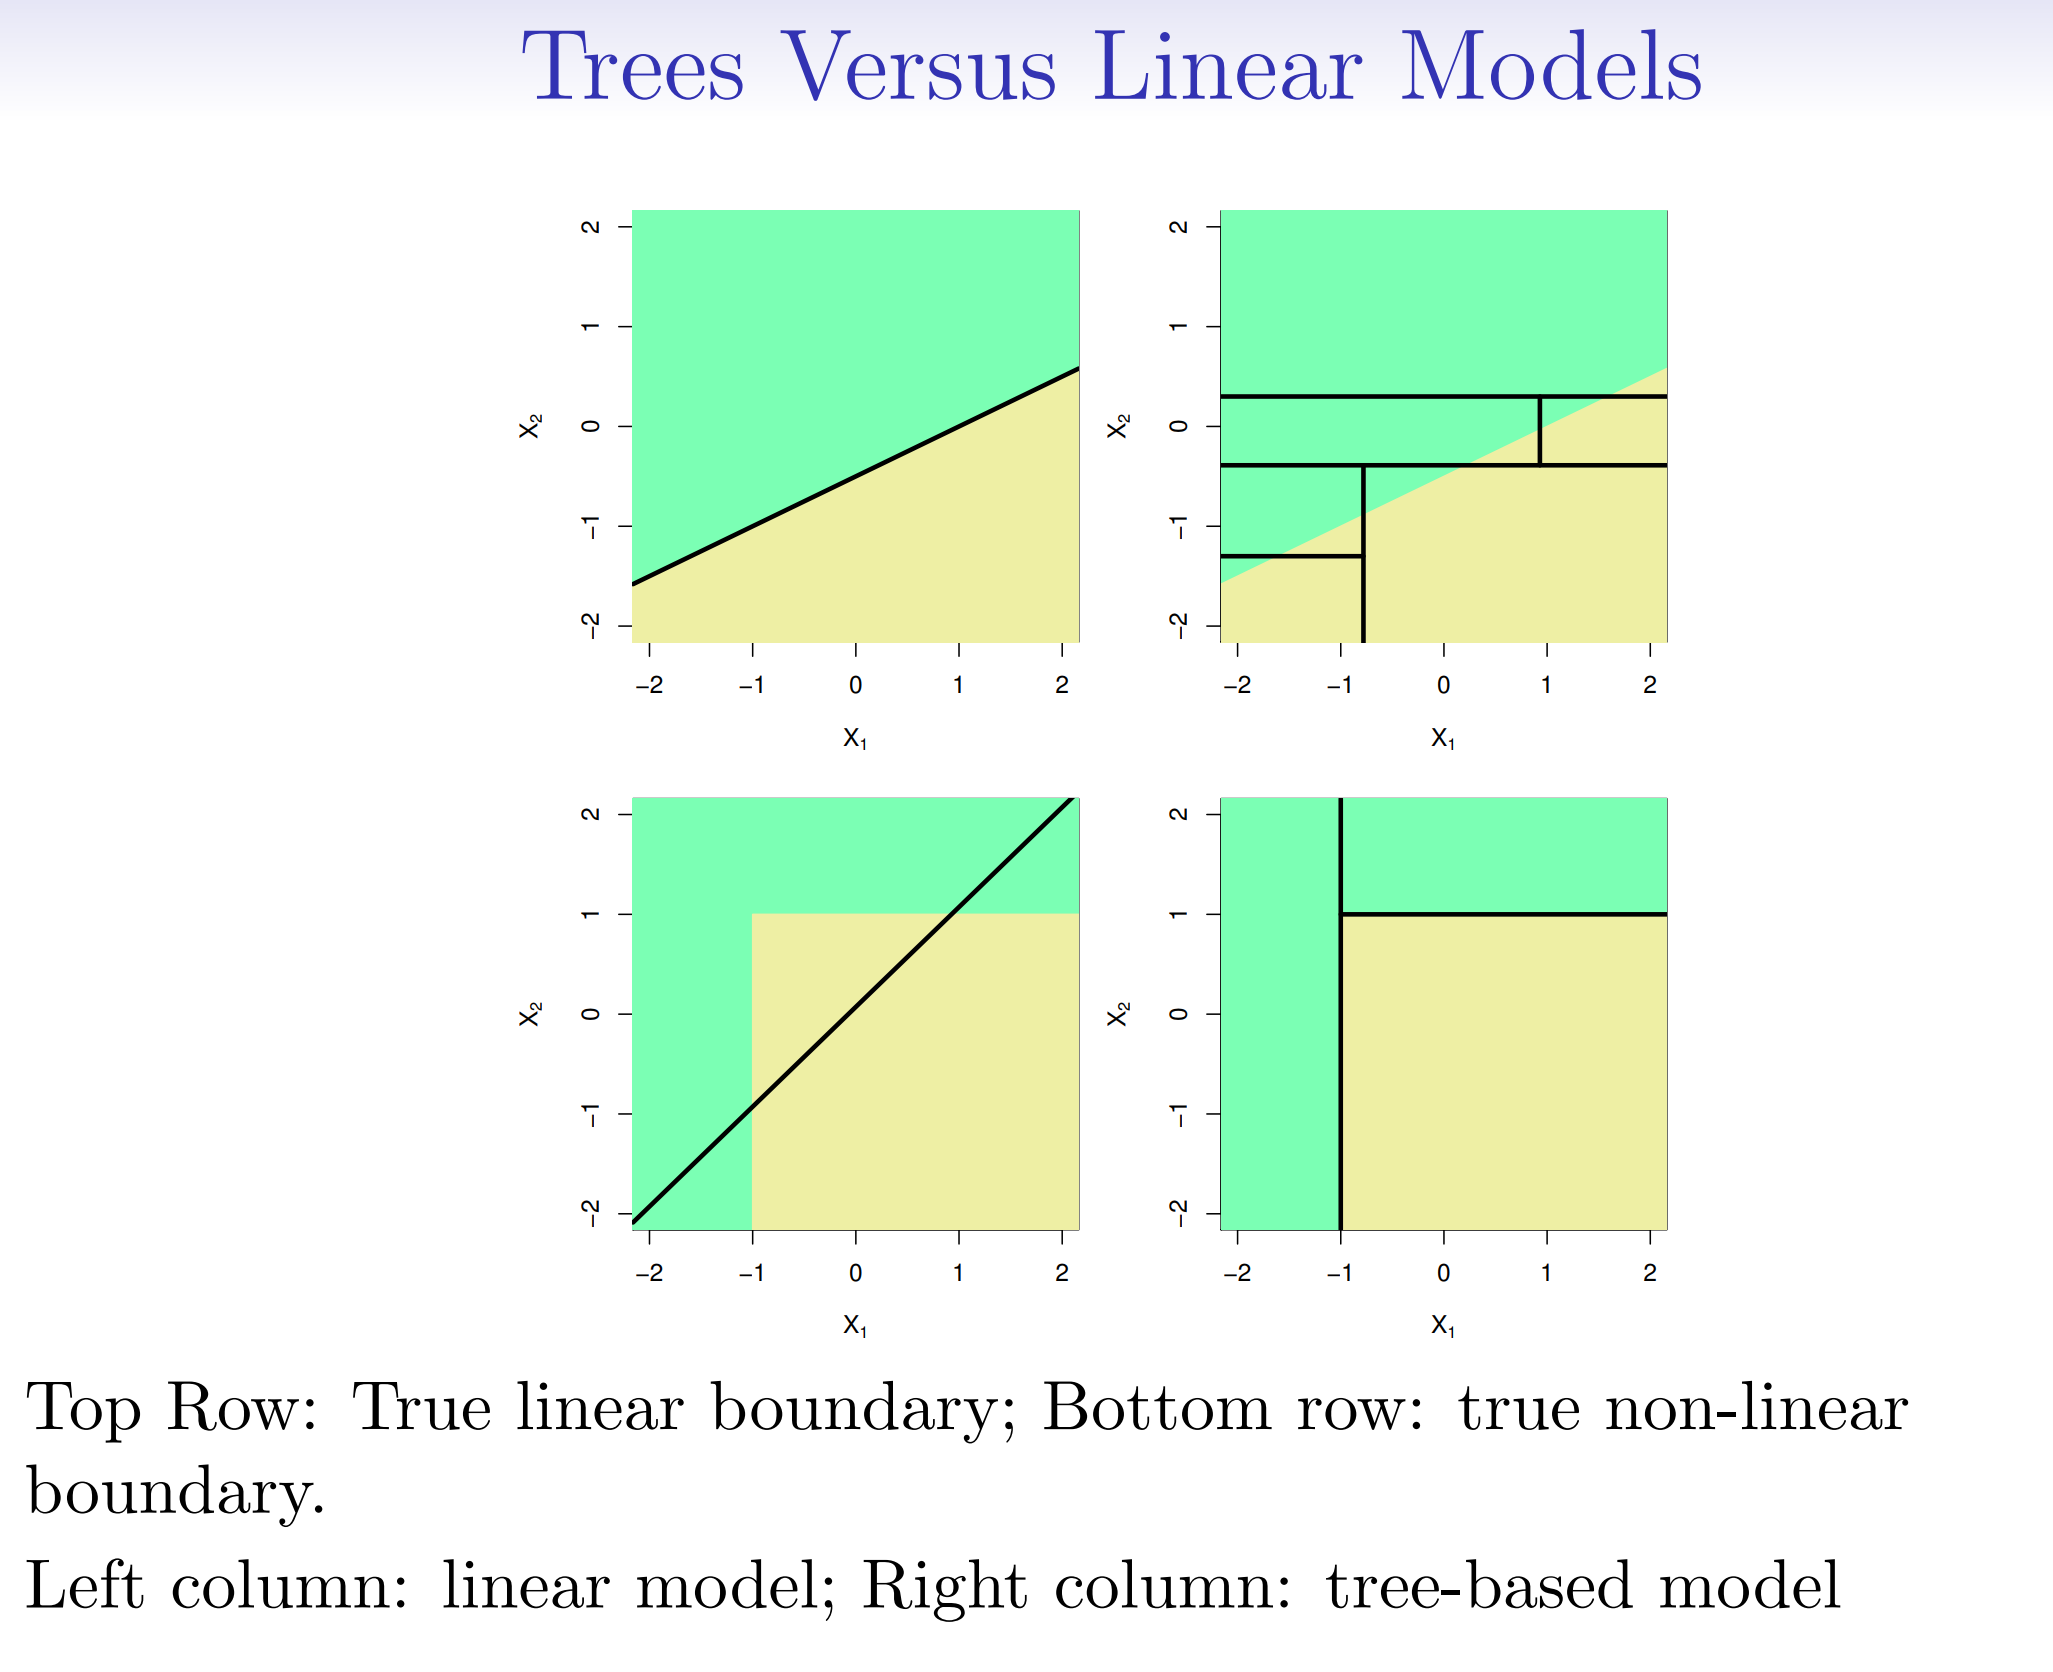 Trees Versus Linear Models
2
1
0
−1
−2
X₂
−2 −1 0 1 2
X₁
2
1
0
−1
−2
X₂
−2 −1 0 1 2
X₁
2
1
0
−1
−2
X₂
−2 −1 0 1 2
X₁
2
1
0
−1
−2
X₂
−2 −1 0 1 2
X₁
Top Row: True linear boundary; Bottom row: true non-linear
boundary.
Left column: linear model; Right column: tree-based model